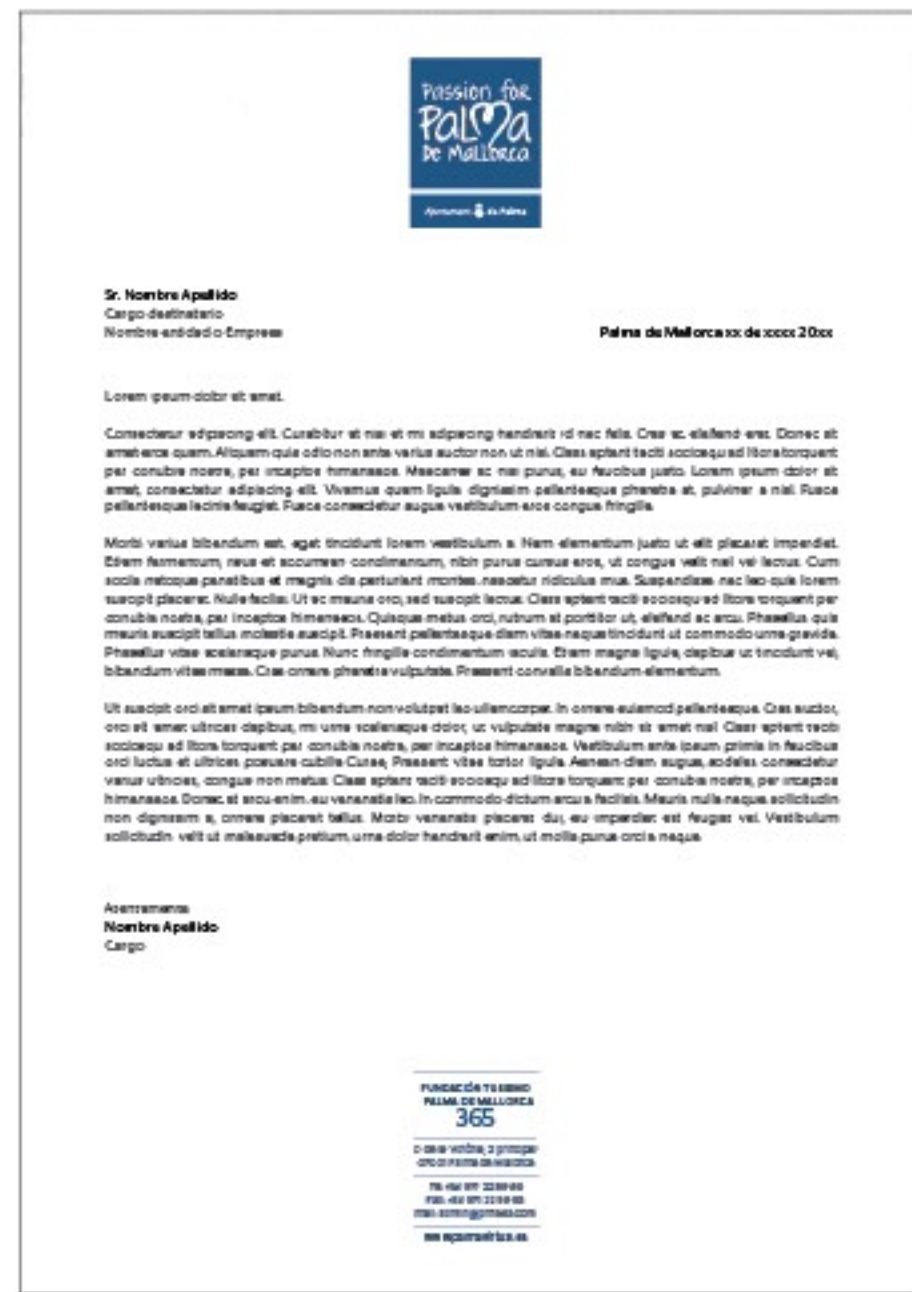 Passion for
Palma
De Mallorca
Ajuntament de Palma
Sr. Nombre Apellido
Cargo destinatario
Nombre entidad o Empresa
Palma de Mallorca xx de xxxx 20xx
Lorem ipsum dolor sit amet.
Consectetur adipiscing elit. Curabitur at nisi et mi adipiscing hendrerit id nec felis. Cras ac eleifend erat. Donec sit
amet eros quam. Aliquam quis odio non ante varius auctor non ut nisl. Class aptent taciti sociosqu ad litora torquent
per conubia nostra, per inceptos himenaeos. Maecenas ac nisi purus, eu faucibus justo. Lorem ipsum dolor sit
amet, consectetur adipiscing elit. Vivamus quam ligula dignissim pellentesque pharetra at, pulvinar a nisl. Fusce
pellentesque lacinia feugiat. Fusce consectetur augue vestibulum eros congue fringilla.
Morbi varius bibendum est, eget tincidunt lorem vestibulum a. Nam elementum justo ut elit placerat imperdiet.
Etiam fermentum, risus et accumsan condimentum, nibh purus cursus eros, ut congue velit nisl vel lectus. Cum
sociis natoque penatibus et magnis dis parturient montes, nascetur ridiculus mus. Suspendisse nec leo quis lorem
suscipit placerat. Nulla facilisi. Ut ac mauris orci, sed suscipit lectus. Class aptent taciti sociosqu ad litora torquent per
conubia nostra, per inceptos himenaeos. Quisque metus orci, rutrum at porttitor ut, eleifend ac arcu. Phasellus quis
mauris suscipit tellus molestie suscipit. Praesent pellentesque diam vitae neque tincidunt ut commodo urna gravida.
Phasellus vitae scelerisque purus. Nunc fringilla condimentum iaculis. Etiam magna ligula, dapibus ut tincidunt vel,
bibendum vitae massa. Cras ornare pharetra vulputate. Praesent convallis bibendum elementum.
Ut suscipit orci sit amet ipsum bibendum non volutpat leo ullamcorper. In ornare euismod pellentesque. Cras auctor,
orci sit amet ultrices dapibus, mi urna scelerisque dolor, ut vulputate magna nibh sit amet nisl. Class aptent taciti
sociosqu ad litora torquent per conubia nostra, per inceptos himenaeos. Vestibulum ante ipsum primis in faucibus
orci luctus et ultrices posuere cubilia Curae; Praesent vitae tortor ligula. Aenean diam augue, sodales consectetur
varius ultricies, congue non metus. Class aptent taciti sociosqu ad litora torquent per conubia nostra, per inceptos
himenaeos. Donec at arcu enim, eu venenatis leo. In commodo dictum arcu a facilisis. Mauris nulla neque, sollicitudin
non dignissim a, ornare placerat tellus. Morbi venenatis placerat dui, eu imperdiet est feugiat vel. Vestibulum
sollicitudin velit ut malesuada pretium, urna dolor hendrerit enim, ut mollis purus orci a neque.
Atentamente
Nombre Apellido
Cargo
FUNDACIÓN TURISMO
PALMA DE MALLORCA
365